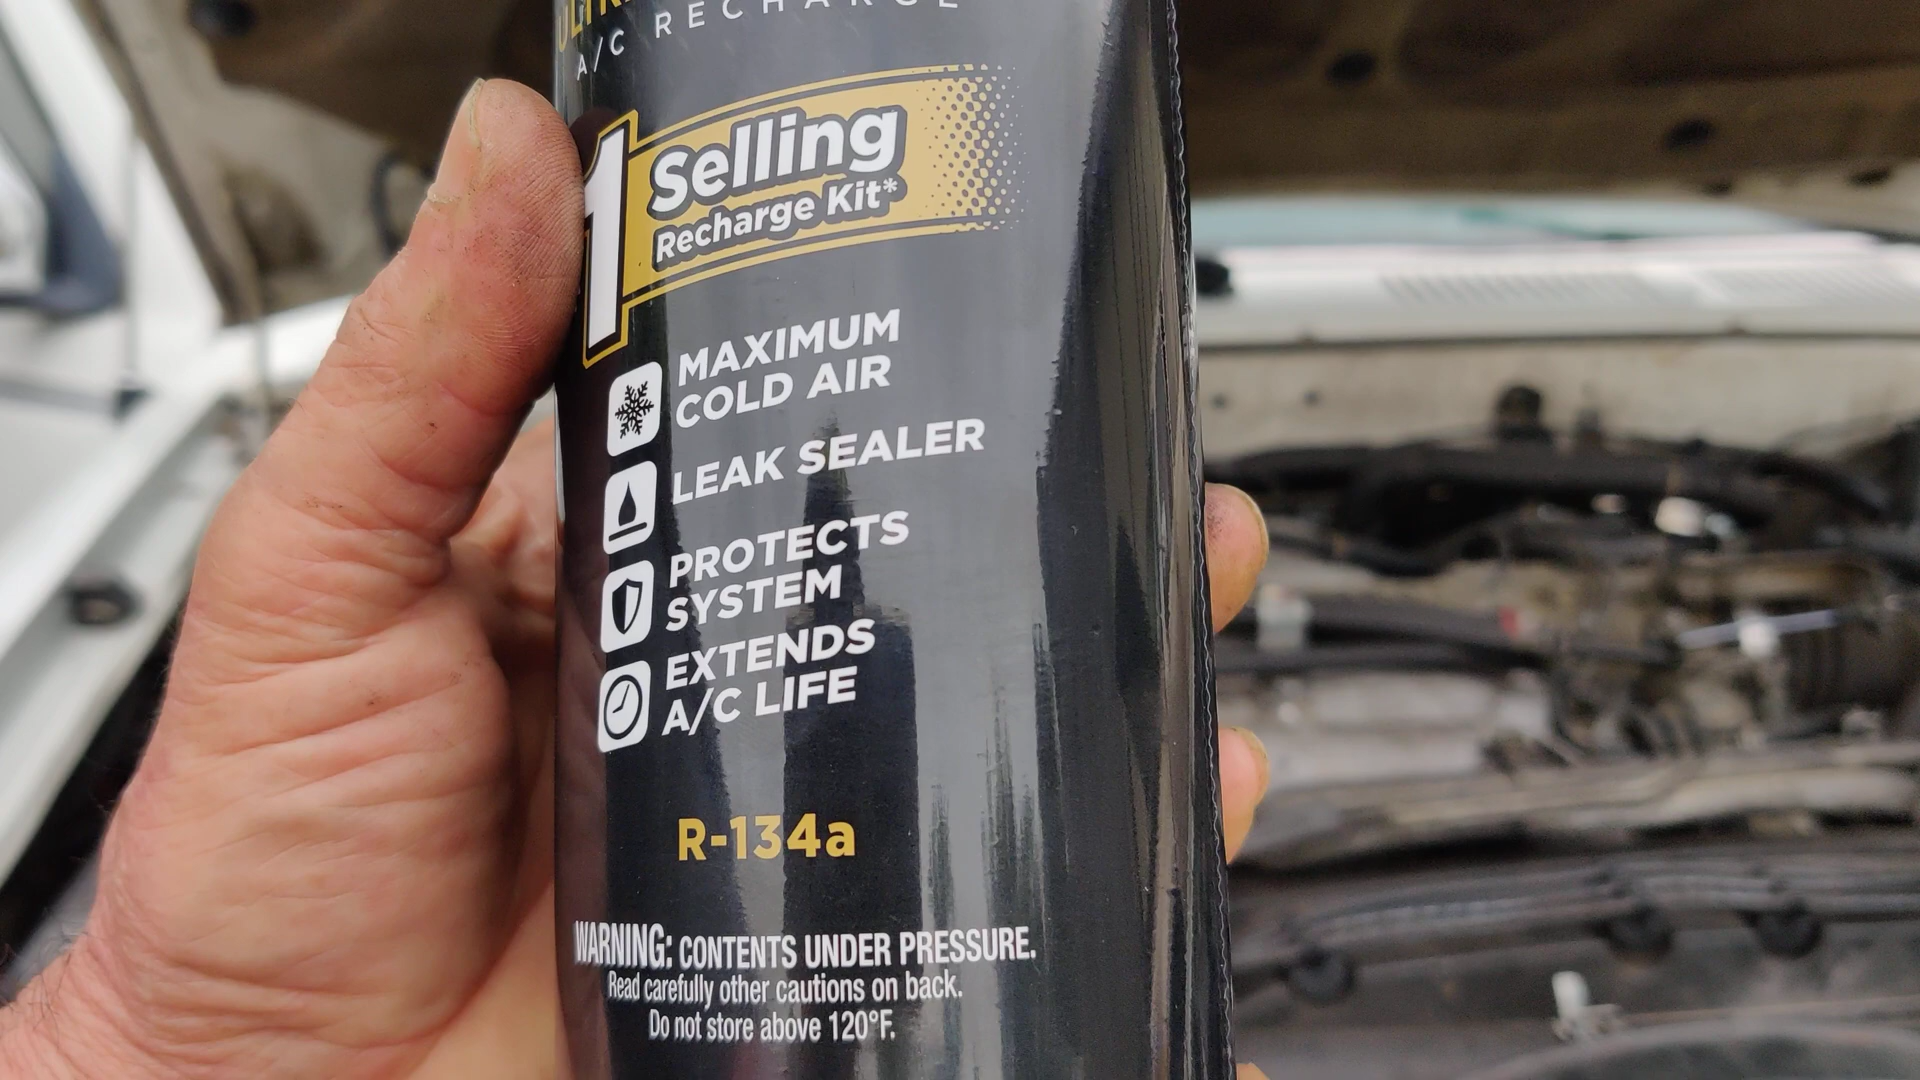 A/C RECHARGE
1 Selling
Recharge Kit*
MAXIMUM
COLD AIR
LEAK SEALER
PROTECTS
SYSTEM
EXTENDS
A/C LIFE
R-134a
WARNING: CONTENTS UNDER PRESSURE.
Read carefully other cautions on back.
Do not store above 120°F.